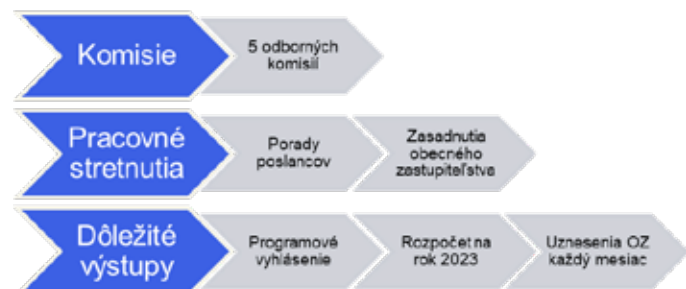 Komisie
5 odborných
komisií
Pracovné
stretnutia
Porady
poslancov
Zasadnutia
obecného
zastupiteľstva
Dôležité
výstupy
Programové
vyhlásenie
Rozpočet na
rok 2023
Uznesenia OZ
každý mesiac